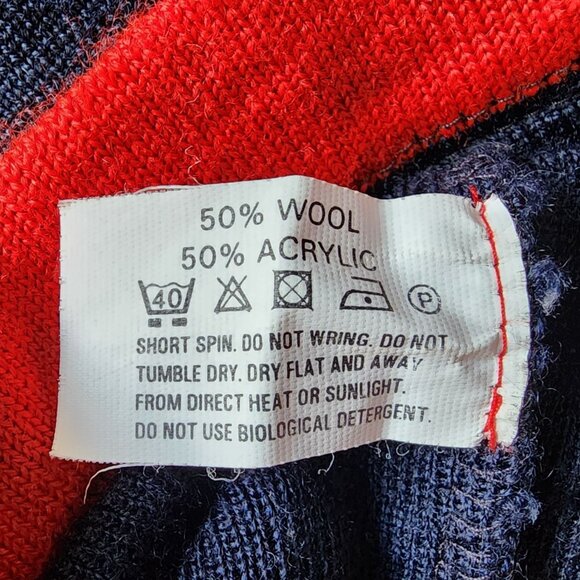 50% WOOL
50% ACRYLIC
40 P
SHORT SPIN. DO NOT WRING. DO NOT
TUMBLE DRY. DRY FLAT AND AWAY
FROM DIRECT HEAT OR SUNLIGHT.
DO NOT USE BIOLOGICAL DETERGENT.